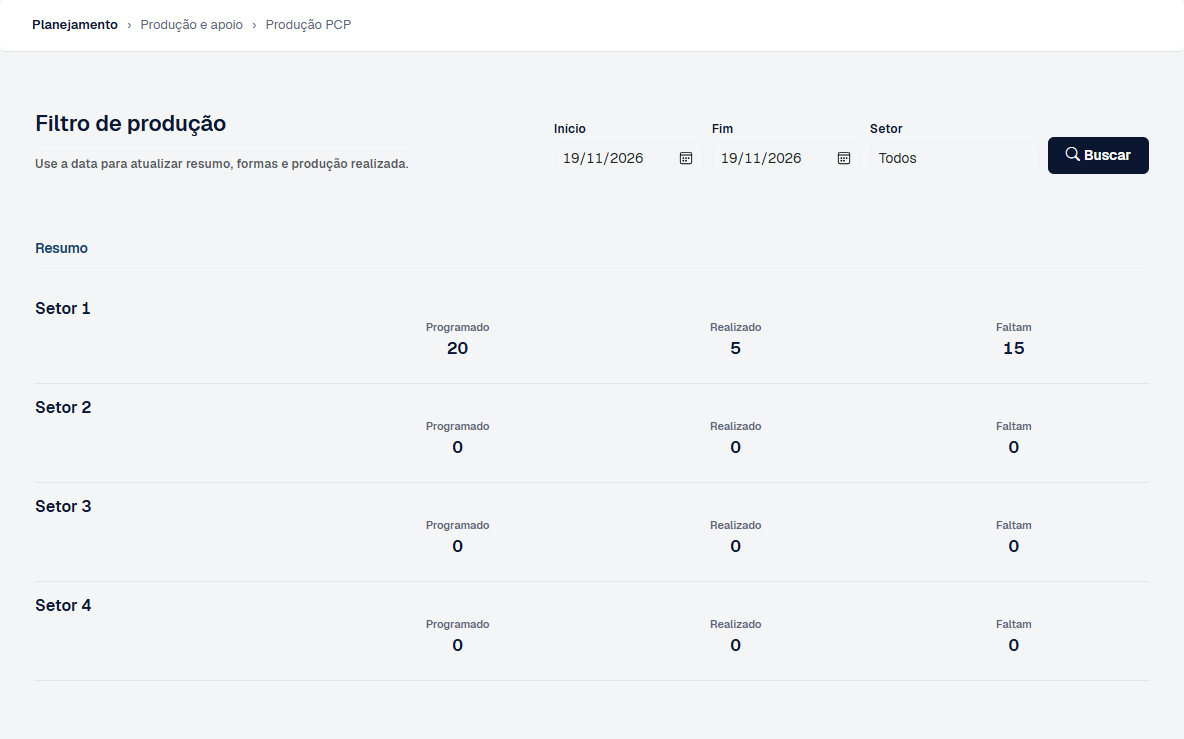 Planejamento › Produção e apoio › Produção PCP
Filtro de produção
Use a data para atualizar resumo, formas e produção realizada.
Início Fim Setor
19/11/2026 19/11/2026 Todos Buscar
Resumo
Setor 1
Programado Realizado Faltam
20 5 15
Setor 2
Programado Realizado Faltam
0 0 0
Setor 3
Programado Realizado Faltam
0 0 0
Setor 4
Programado Realizado Faltam
0 0 0